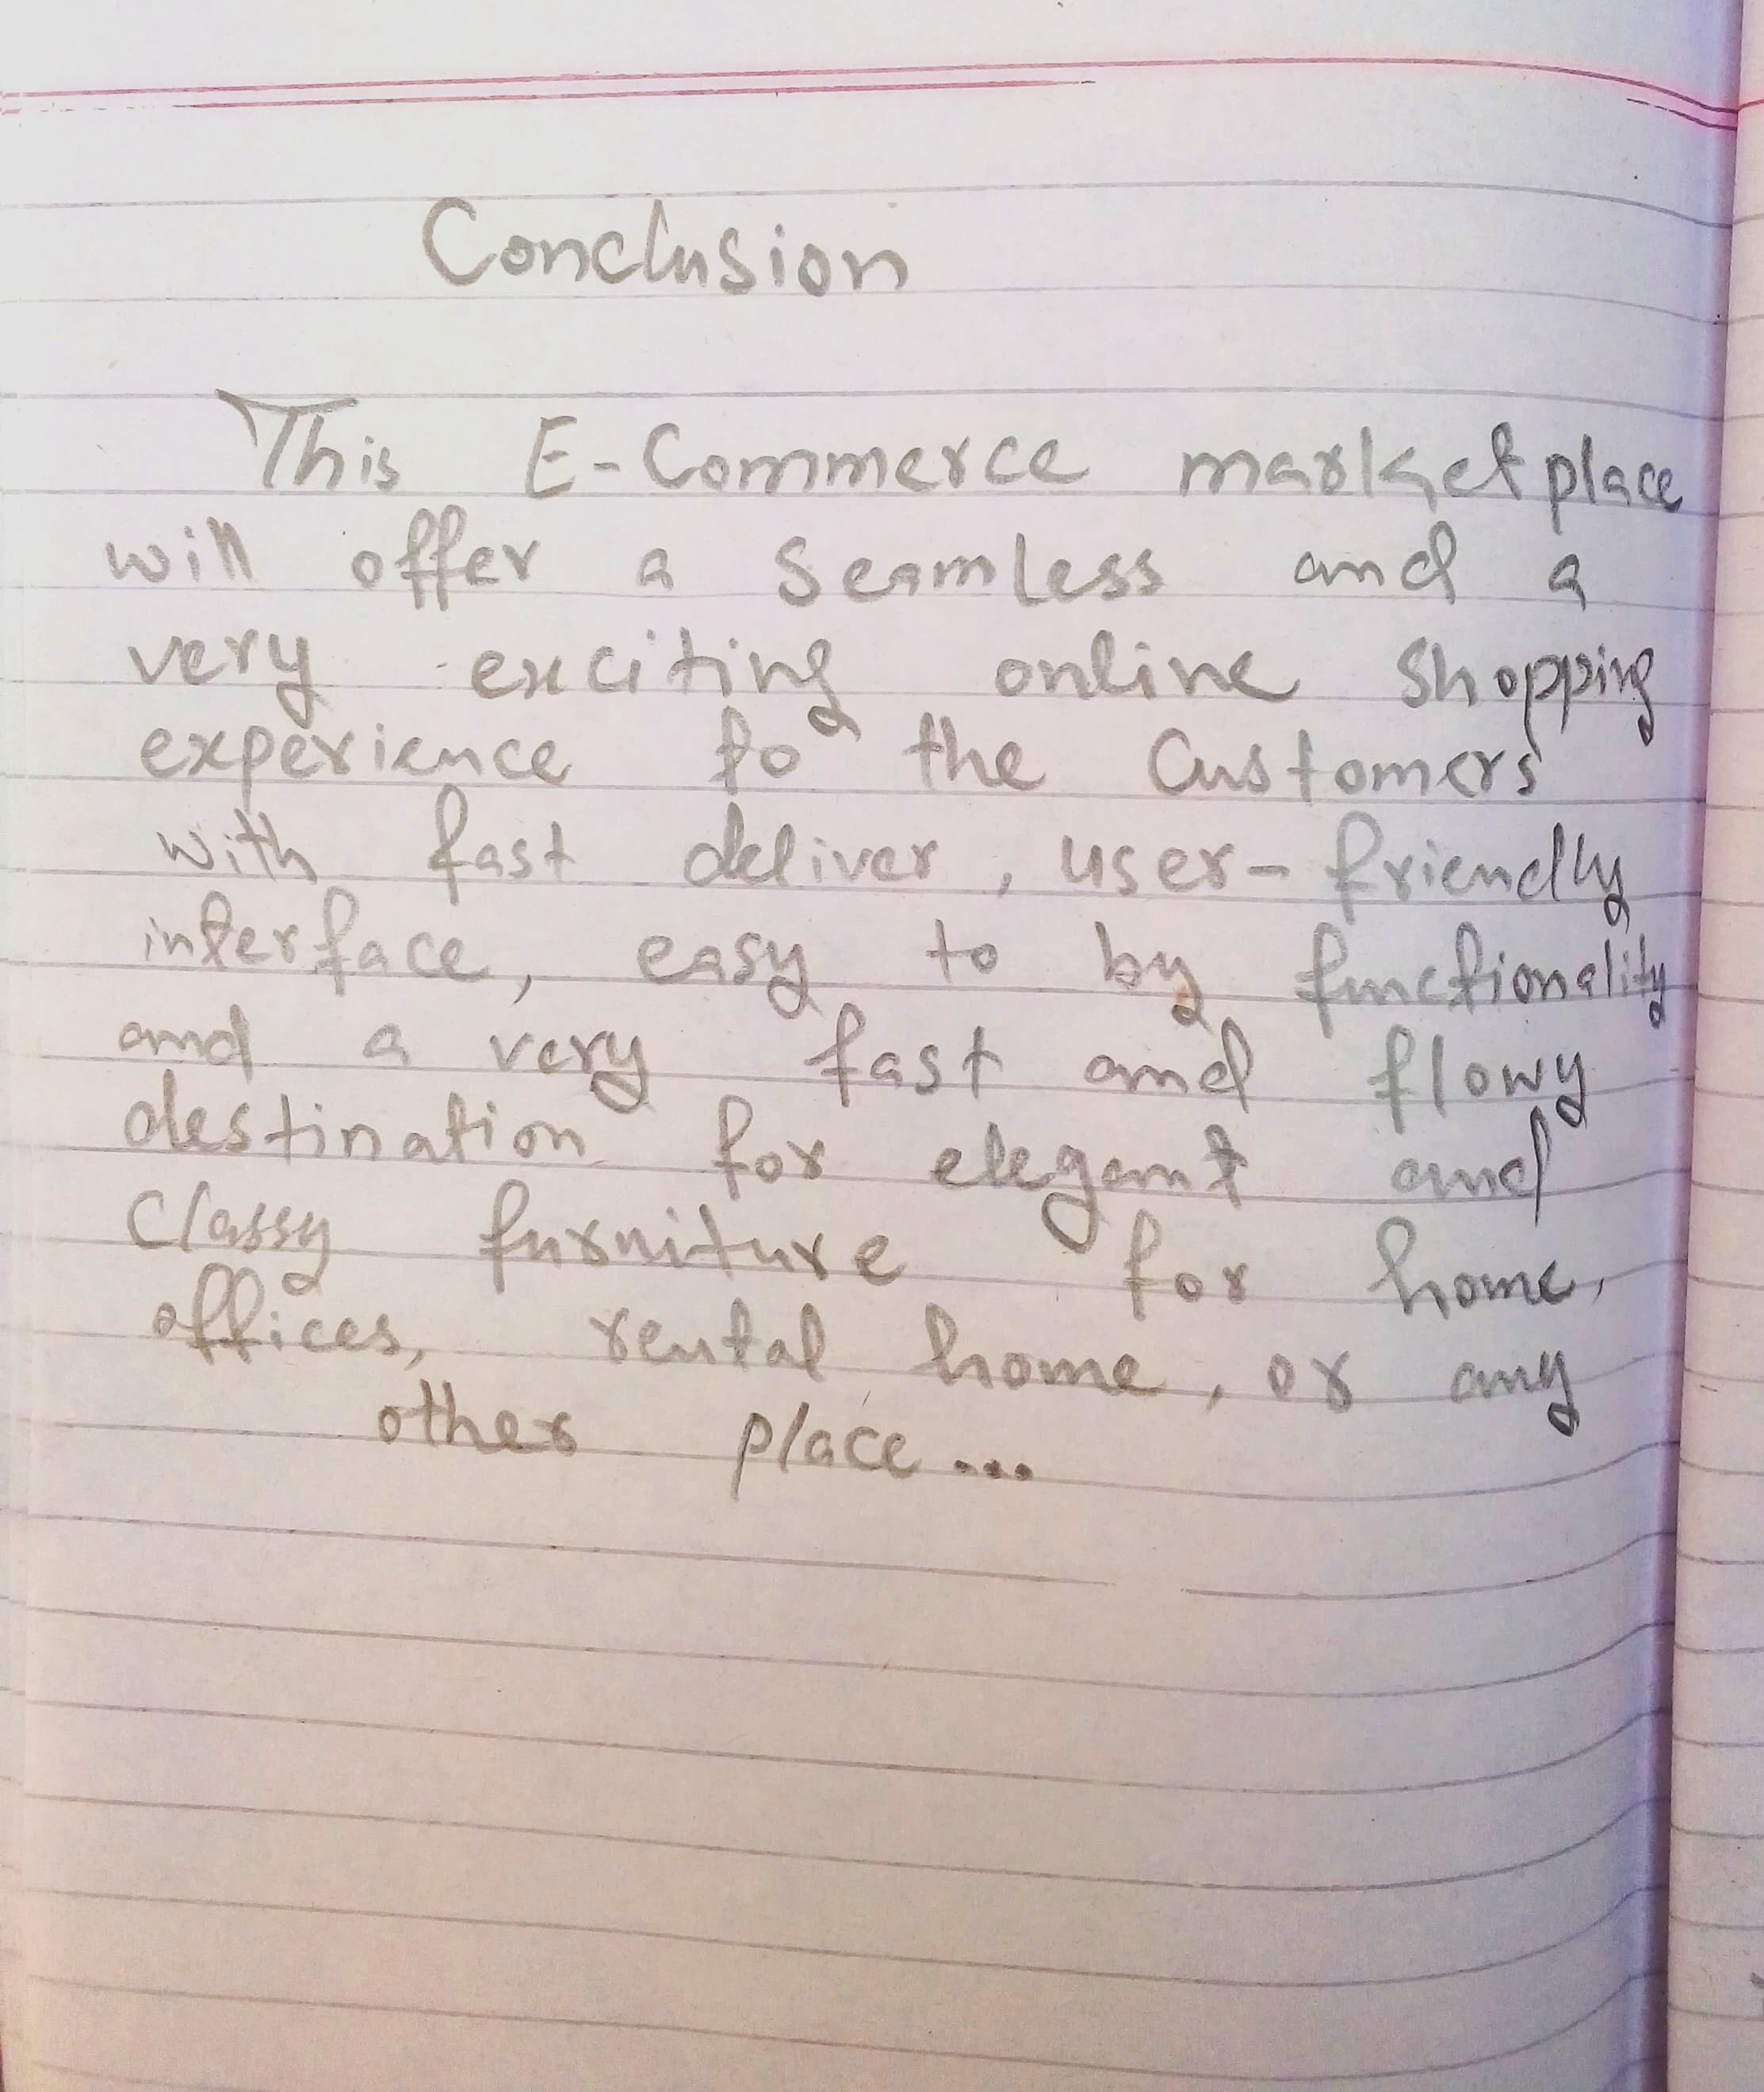 Conclusion
This E-Commerce marketplace
will offer a seamless and a
very exciting online shopping
experience to the Customers
with fast deliver, user-friendly
interface, easy to by functionality
and a very fast and flowy
destination for elegant and
classy furniture for home,
offices, rental home, or any
other place...